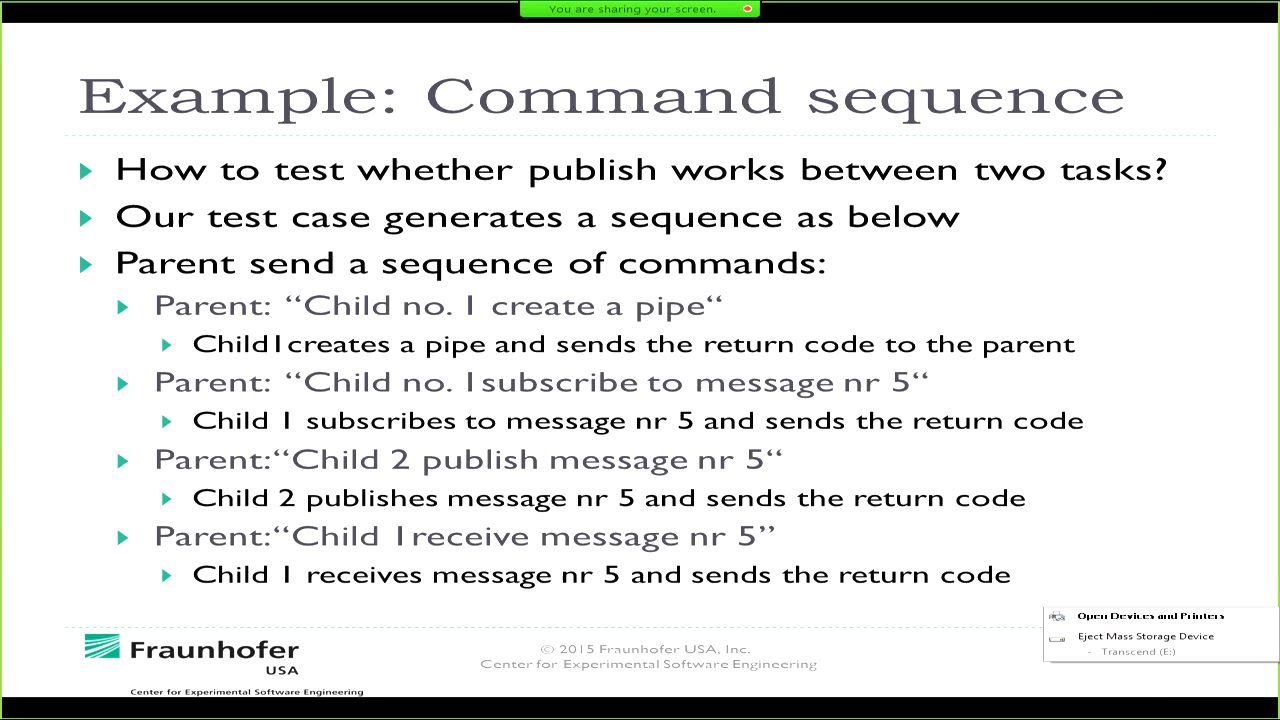 You are sharing your screen.
Example: Command sequence
How to test whether publish works between two tasks?
Our test case generates a sequence as below
Parent send a sequence of commands:
Parent: “Child no. 1 create a pipe“
Child1creates a pipe and sends the return code to the parent
Parent: “Child no. 1subscribe to message nr 5“
Child 1 subscribes to message nr 5 and sends the return code
Parent:“Child 2 publish message nr 5“
Child 2 publishes message nr 5 and sends the return code
Parent:“Child 1receive message nr 5”
Child 1 receives message nr 5 and sends the return code
Fraunhofer
USA
Center for Experimental Software Engineering
© 2015 Fraunhofer USA, Inc.
Center for Experimental Software Engineering
Open Devices and Printers
Eject Mass Storage Device
- Transcend (E:)